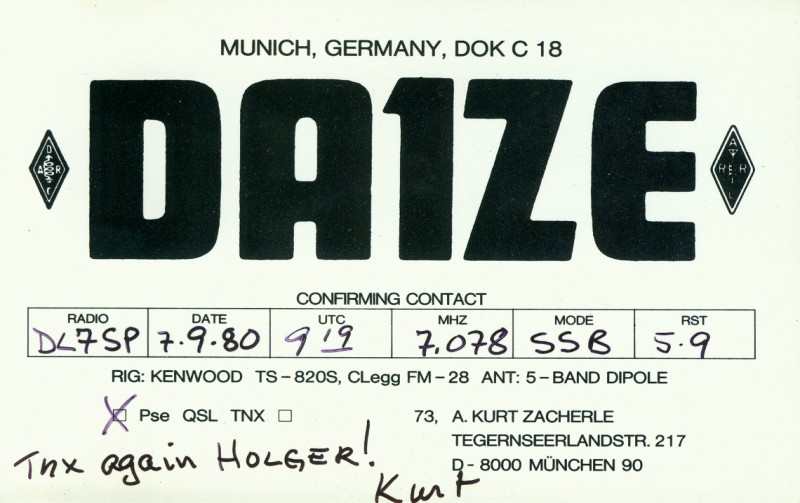 MUNICH, GERMANY, DOK C 18
DA1ZE
D
A R
C
A
R R
L
CONFIRMING CONTACT
RADIO DATE UTC MHZ MODE RST
DL7SP 7.9.80 9 19 7.078 SSB 5.9
RIG: KENWOOD TS-820S, CLegg FM-28 ANT: 5-BAND DIPOLE
X Pse QSL TNX □
73, A. KURT ZACHERLE
TEGERNSEERLANDSTR. 217
D-8000 MÜNCHEN 90
Tnx again HOLGER!
Kurt